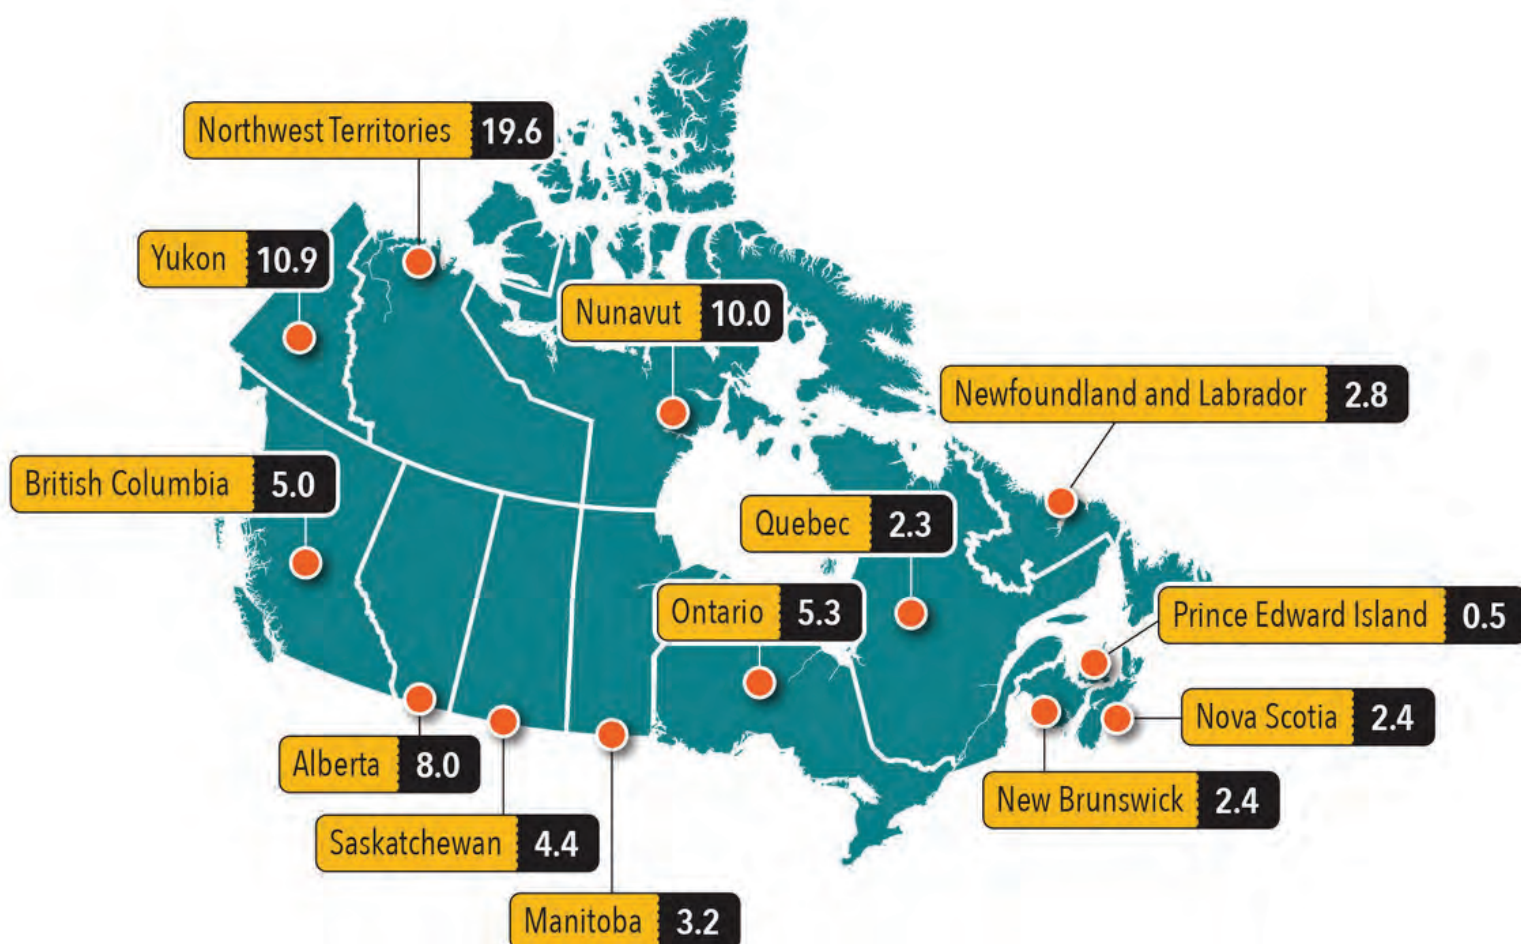 Northwest Territories 19.6
Yukon 10.9
Nunavut 10.0
Newfoundland and Labrador 2.8
British Columbia 5.0
Quebec 2.3
Ontario 5.3
Prince Edward Island 0.5
Nova Scotia 2.4
Alberta 8.0
New Brunswick 2.4
Saskatchewan 4.4
Manitoba 3.2